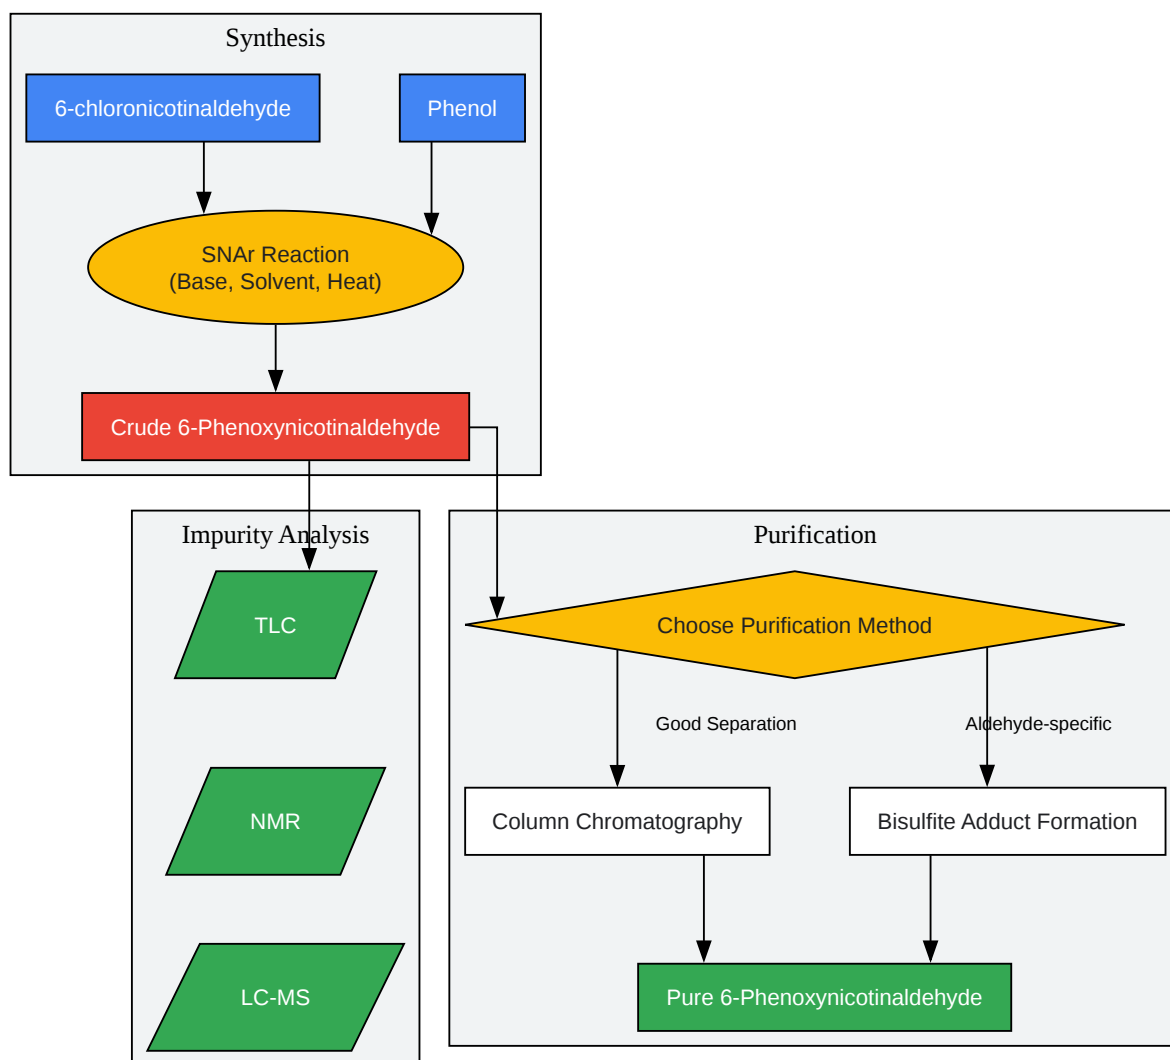 Synthesis
6-chloronicotinaldehyde
Phenol
SNAr Reaction
(Base, Solvent, Heat)
Crude 6-Phenoxynicotinaldehyde
Impurity Analysis
TLC
NMR
LC-MS
Purification
Choose Purification Method
Good Separation
Aldehyde-specific
Column Chromatography
Bisulfite Adduct Formation
Pure 6-Phenoxynicotinaldehyde